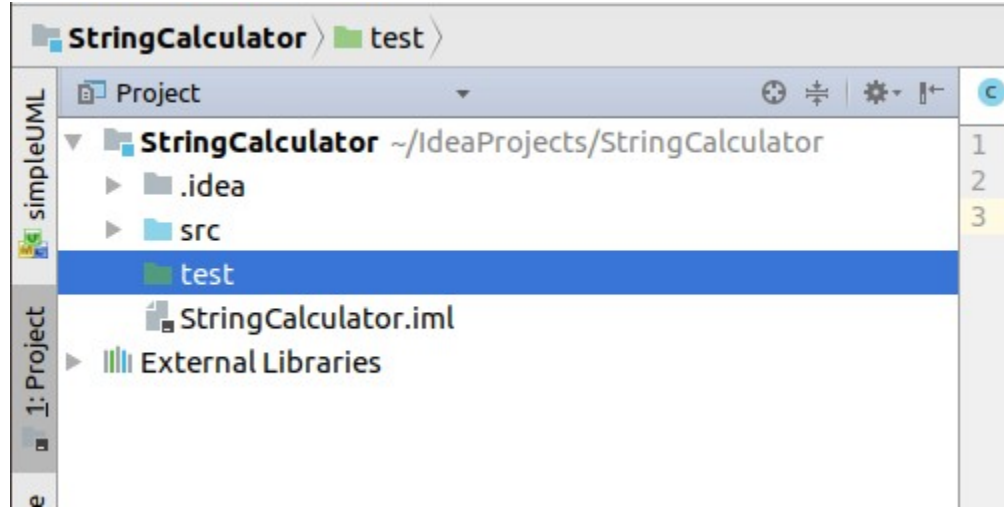 StringCalculator test
Project
StringCalculator ~/IdeaProjects/StringCalculator
.idea
src
test
StringCalculator.iml
External Libraries
simpleUML
1: Project
C
1
2
3